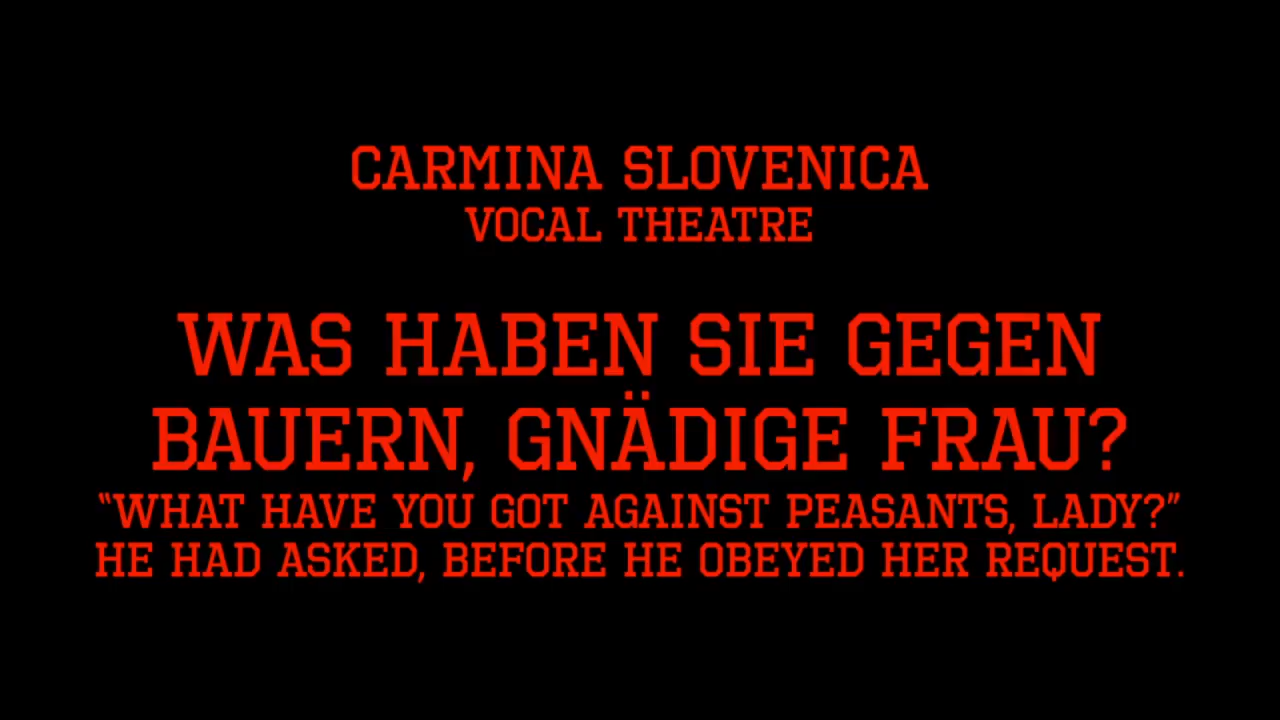 CARMINA SLOVENICA
VOCAL THEATRE
WAS HABEN SIE GEGEN
BAUERN, GNÄDIGE FRAU?
“WHAT HAVE YOU GOT AGAINST PEASANTS, LADY?”
HE HAD ASKED, BEFORE HE OBEYED HER REQUEST.